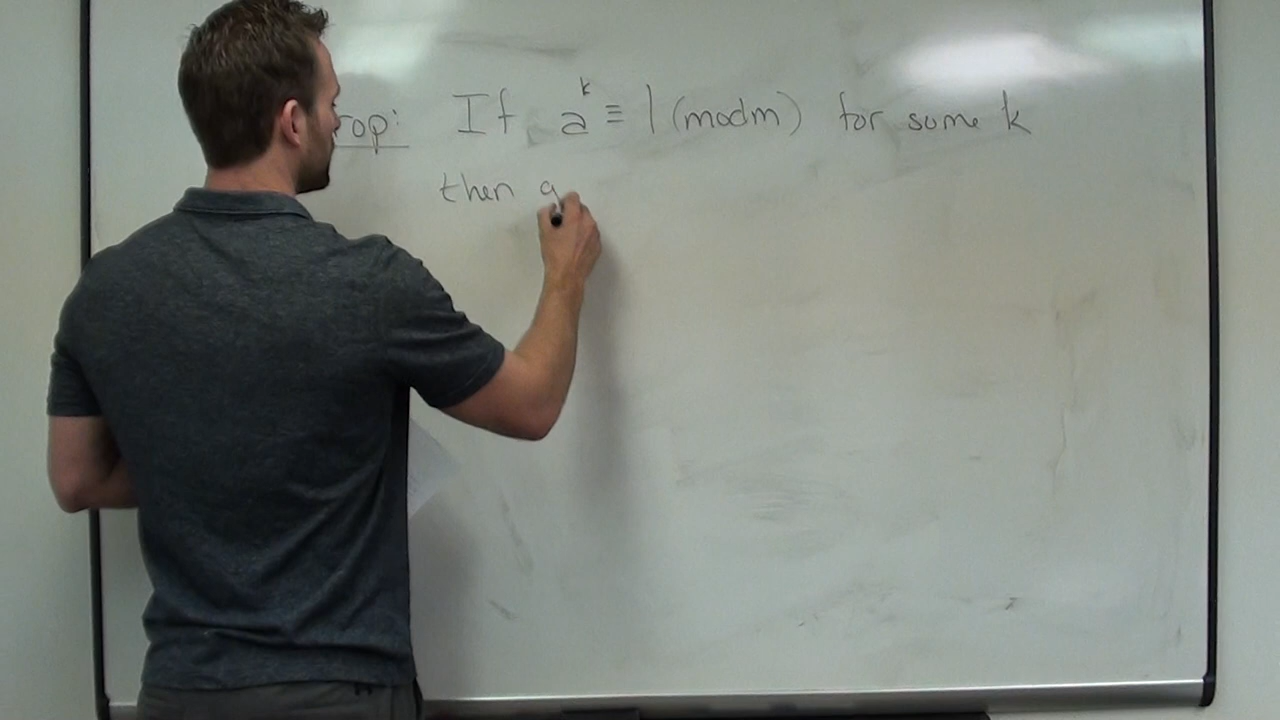 rop: If a^k ≡ 1 (mod m) for some k
then g